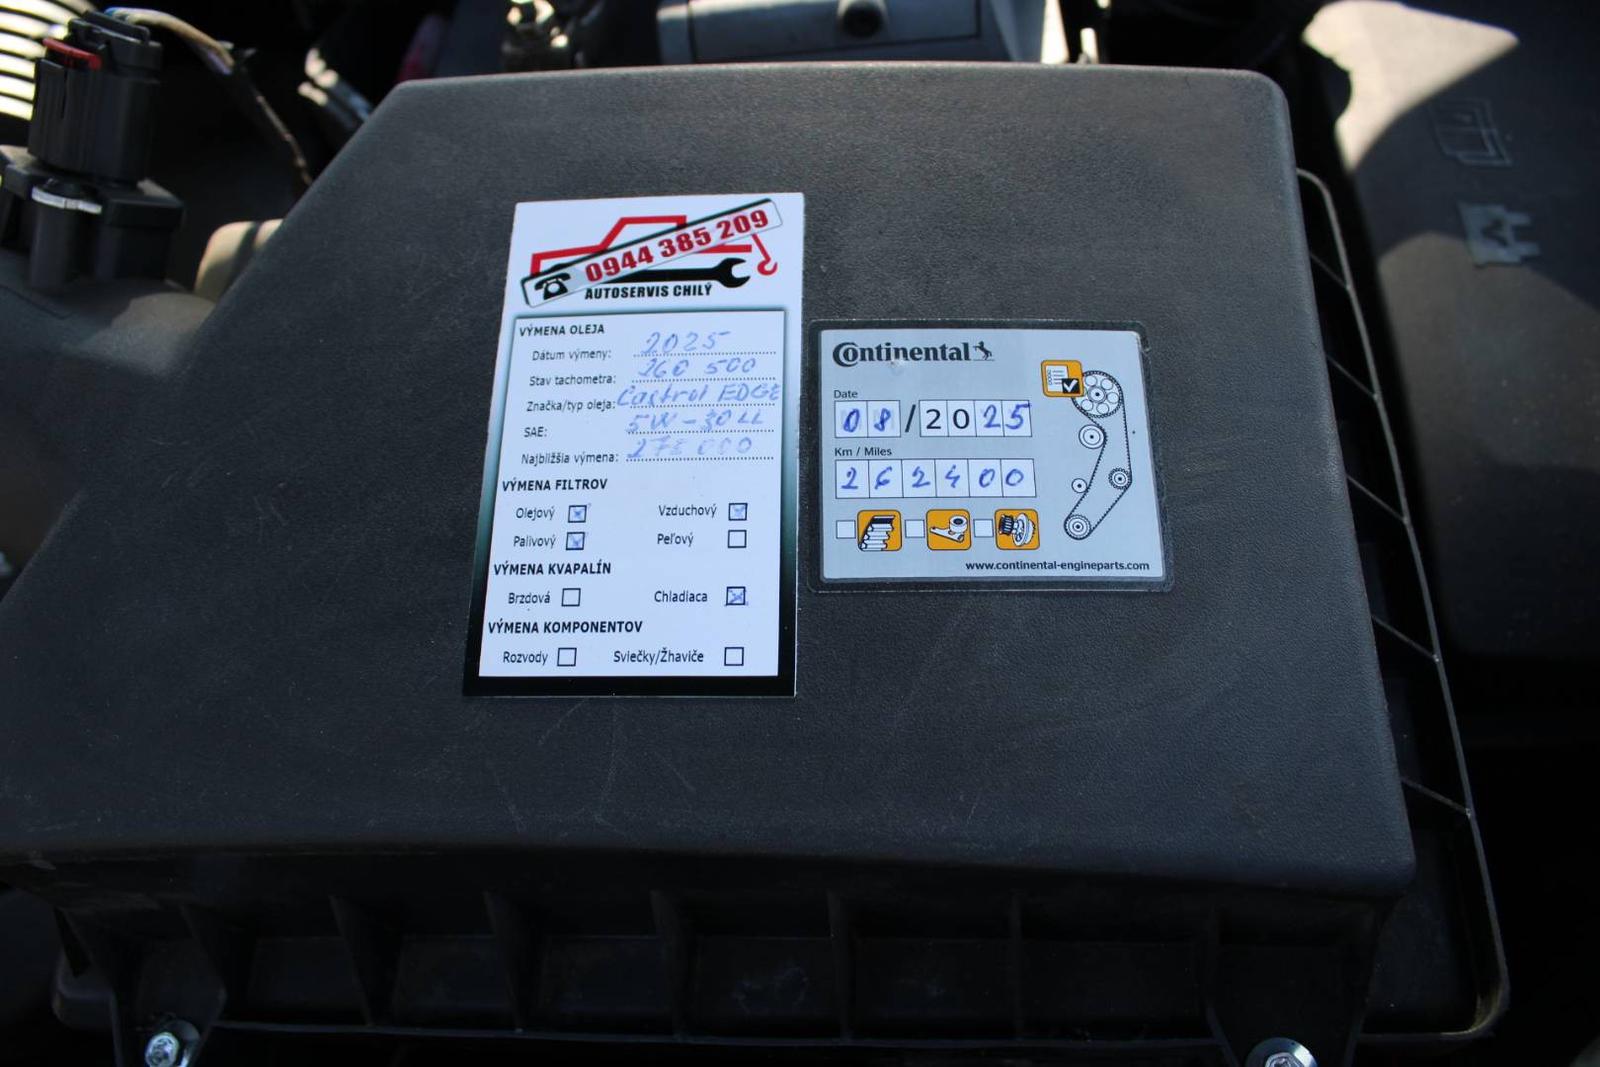 0944 385 209
AUTOSERVIS CHILÝ
VÝMENA OLEJA
Dátum výmeny: 2025
Stav tachometra: 260 500
Značka/typ oleja: Castrol EDGE
SAE: 5W-30 LL
Najbližšia výmena: 275 000
VÝMENA FILTROV
Olejový Vzduchový
Palivový Peľový
VÝMENA KVAPALÍN
Brzdová Chladiaca
VÝMENA KOMPONENTOV
Rozvody Sviečky/Žhaviče
Continental
Date
08/2025
Km / Miles
262400
www.continental-engineparts.com